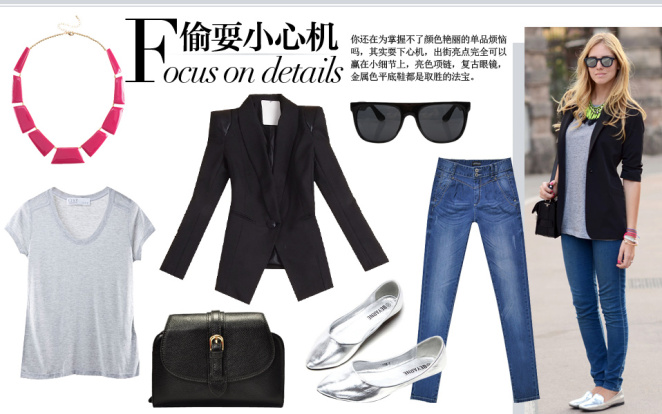 偷耍小心机
Focus on details
你还在为掌握不了颜色艳丽的单品烦恼
吗，其实耍下心机，出街亮点完全可以
赢在小细节上，亮色项链，复古眼镜，
金属色平底鞋都是取胜的法宝。